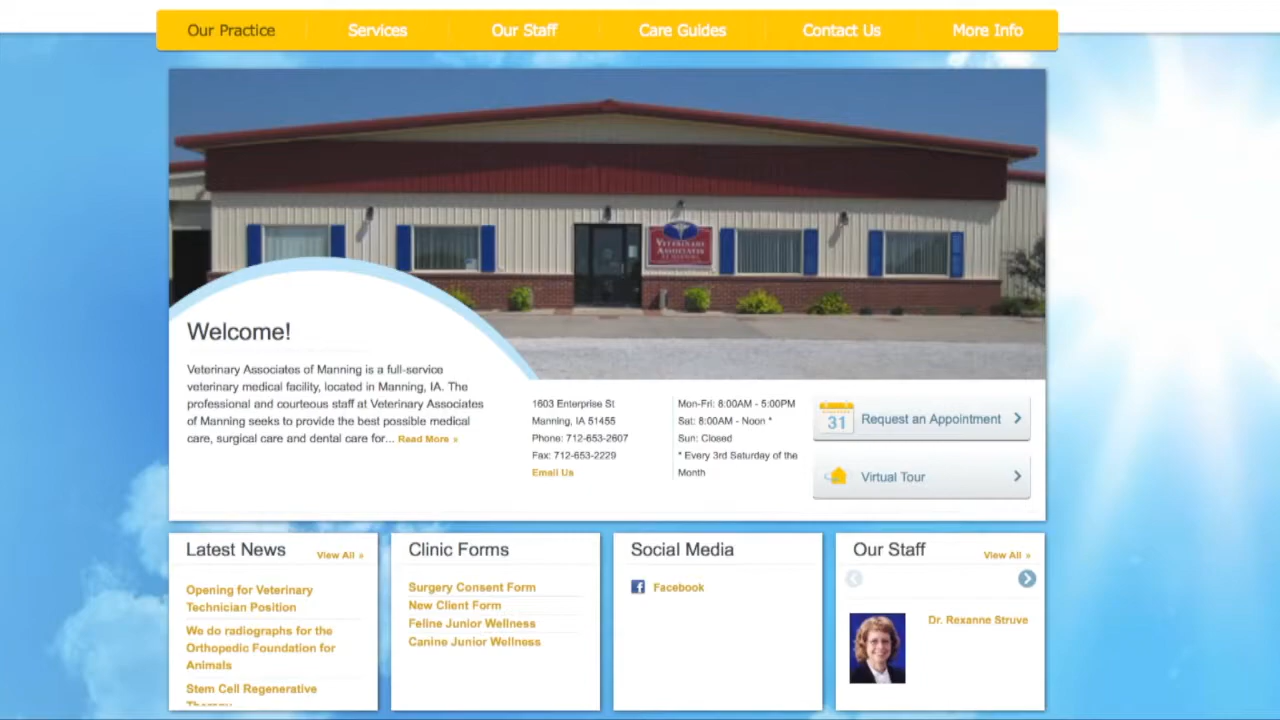 Our Practice
Services
Our Staff
Care Guides
Contact Us
More Info
VETERINARY
ASSOCIATES
OF MANNING
Welcome!
Veterinary Associates of Manning is a full-service
veterinary medical facility, located in Manning, IA. The
professional and courteous staff at Veterinary Associates
of Manning seeks to provide the best possible medical
care, surgical care and dental care for... Read More »
1603 Enterprise St
Manning, IA 51455
Phone: 712-653-2607
Fax: 712-653-2229
Email Us
Mon-Fri: 8:00AM - 5:00PM
Sat: 8:00AM - Noon *
Sun: Closed
* Every 3rd Saturday of the
Month
31
Request an Appointment
Virtual Tour
Latest News
View All »
Opening for Veterinary
Technician Position
We do radiographs for the
Orthopedic Foundation for
Animals
Stem Cell Regenerative
Therapy
Clinic Forms
Surgery Consent Form
New Client Form
Feline Junior Wellness
Canine Junior Wellness
Social Media
f Facebook
Our Staff
View All »
Dr. Rexanne Struve